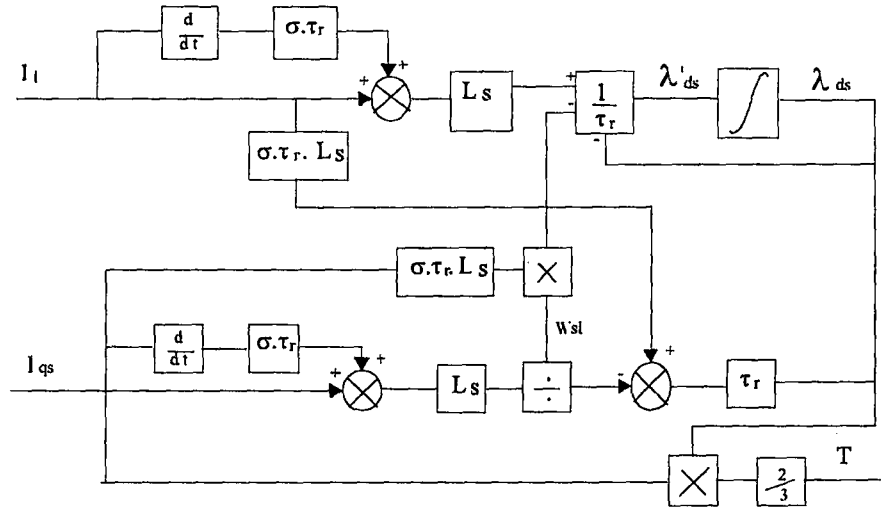 d/dt
σ.τr
I1
+
+
Ls
+
-
1/τr
-
λ'ds
∫
λds
σ.τr.Ls
σ.τr.Ls
×
Wsl
d/dt
σ.τr
Iqs
+
+
Ls
÷
-
+
τr
×
2/3
T